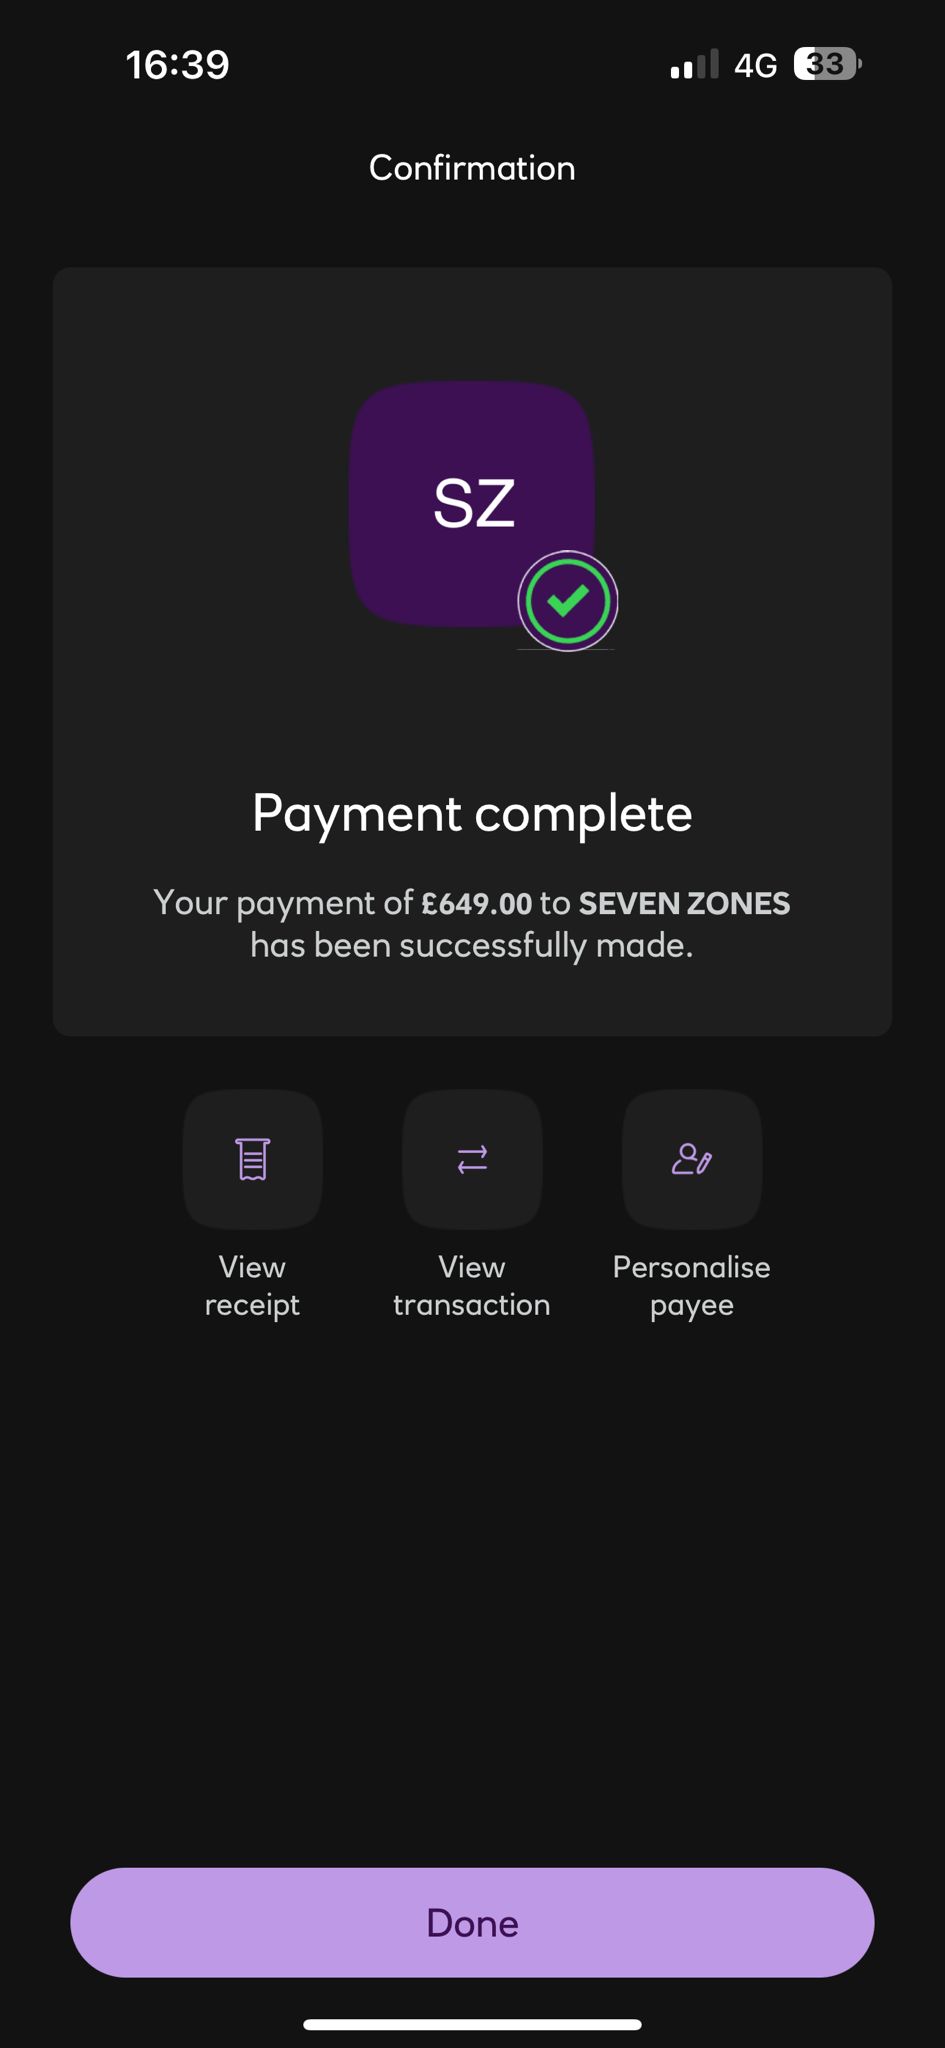 16:39
4G
33
Confirmation
SZ
Payment complete
Your payment of £649.00 to SEVEN ZONES
has been successfully made.
View
receipt
View
transaction
Personalise
payee
Done